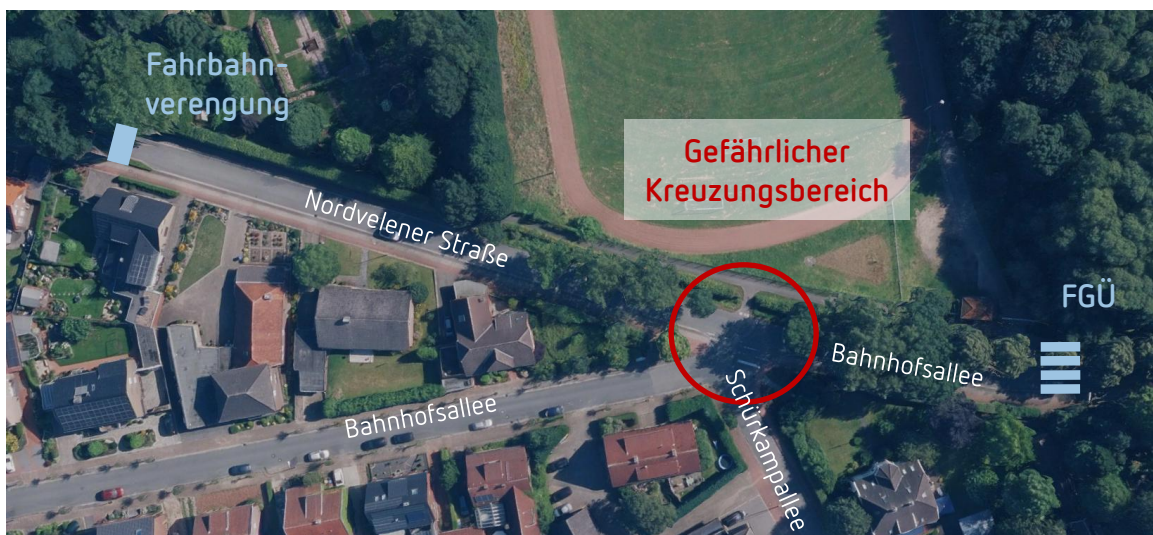 Fahrbahn-
verengung
Gefährlicher
Kreuzungsbereich
Nordvelener Straße
FGÜ
Bahnhofsallee
Bahnhofsallee
Schürkampallee